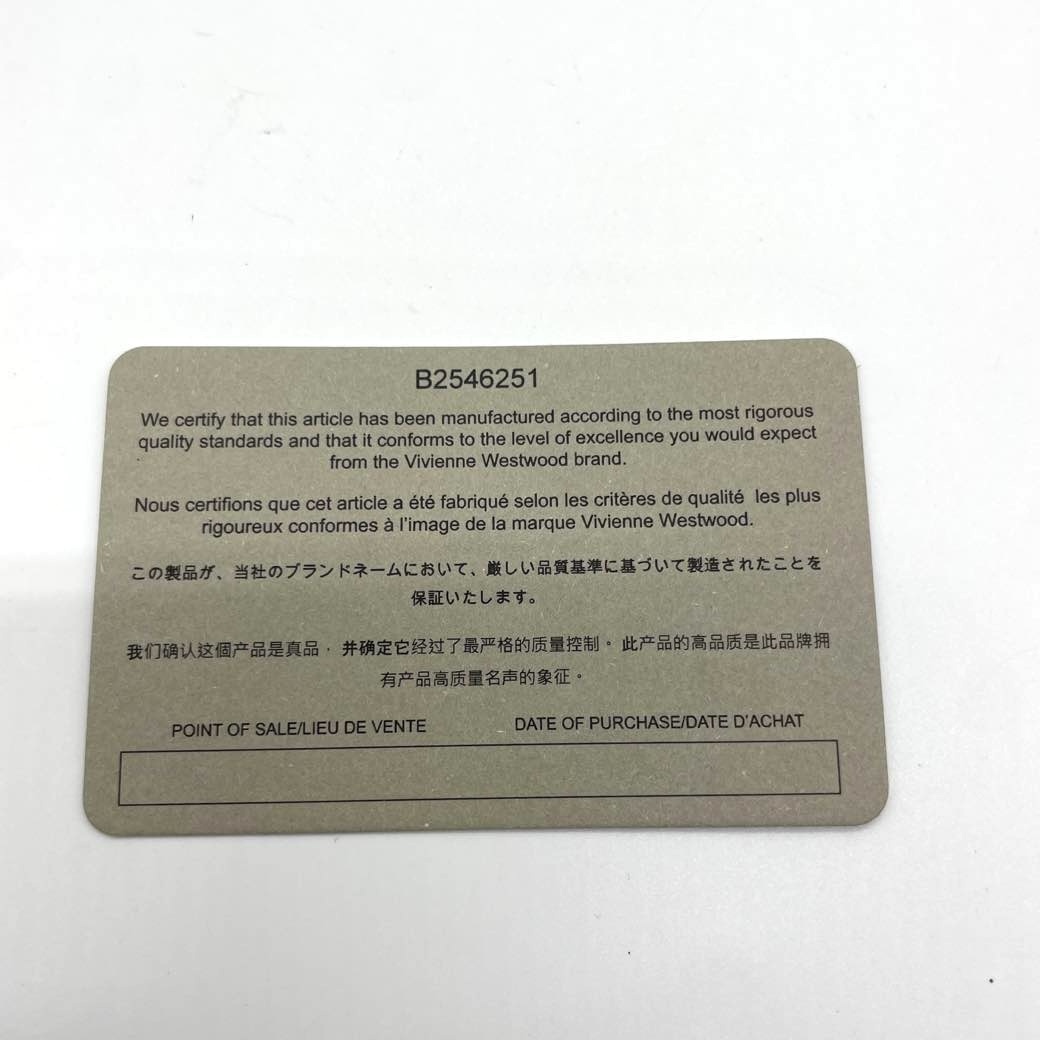 B2546251
We certify that this article has been manufactured according to the most rigorous
quality standards and that it conforms to the level of excellence you would expect
from the Vivienne Westwood brand.
Nous certifions que cet article a été fabriqué selon les critères de qualité les plus
rigoureux conformes à l'image de la marque Vivienne Westwood.
この製品が、当社のブランドネームにおいて、厳しい品質基準に基づいて製造されたことを
保証いたします。
我们确认这個产品是真品，并确定它经过了最严格的质量控制。此产品的高品质是此品牌拥
有产品高质量名声的象征。
POINT OF SALE/LIEU DE VENTE DATE OF PURCHASE/DATE D'ACHAT